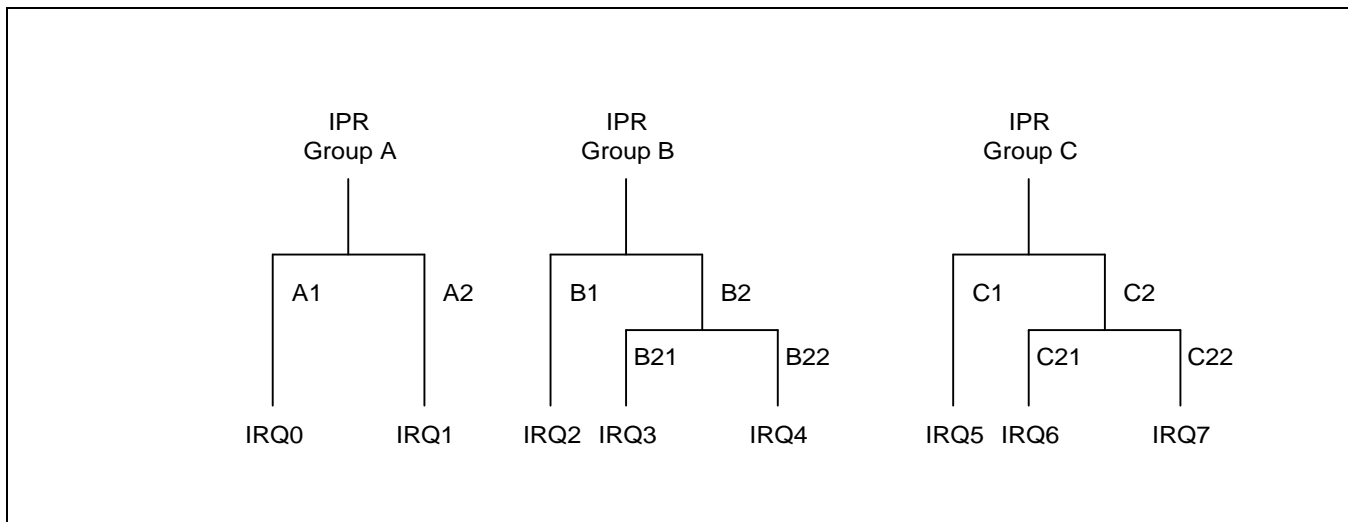 IPR
Group A
IPR
Group B
IPR
Group C
A1
A2
B1
B2
C1
C2
B21
B22
C21
C22
IRQ0
IRQ1
IRQ2
IRQ3
IRQ4
IRQ5
IRQ6
IRQ7